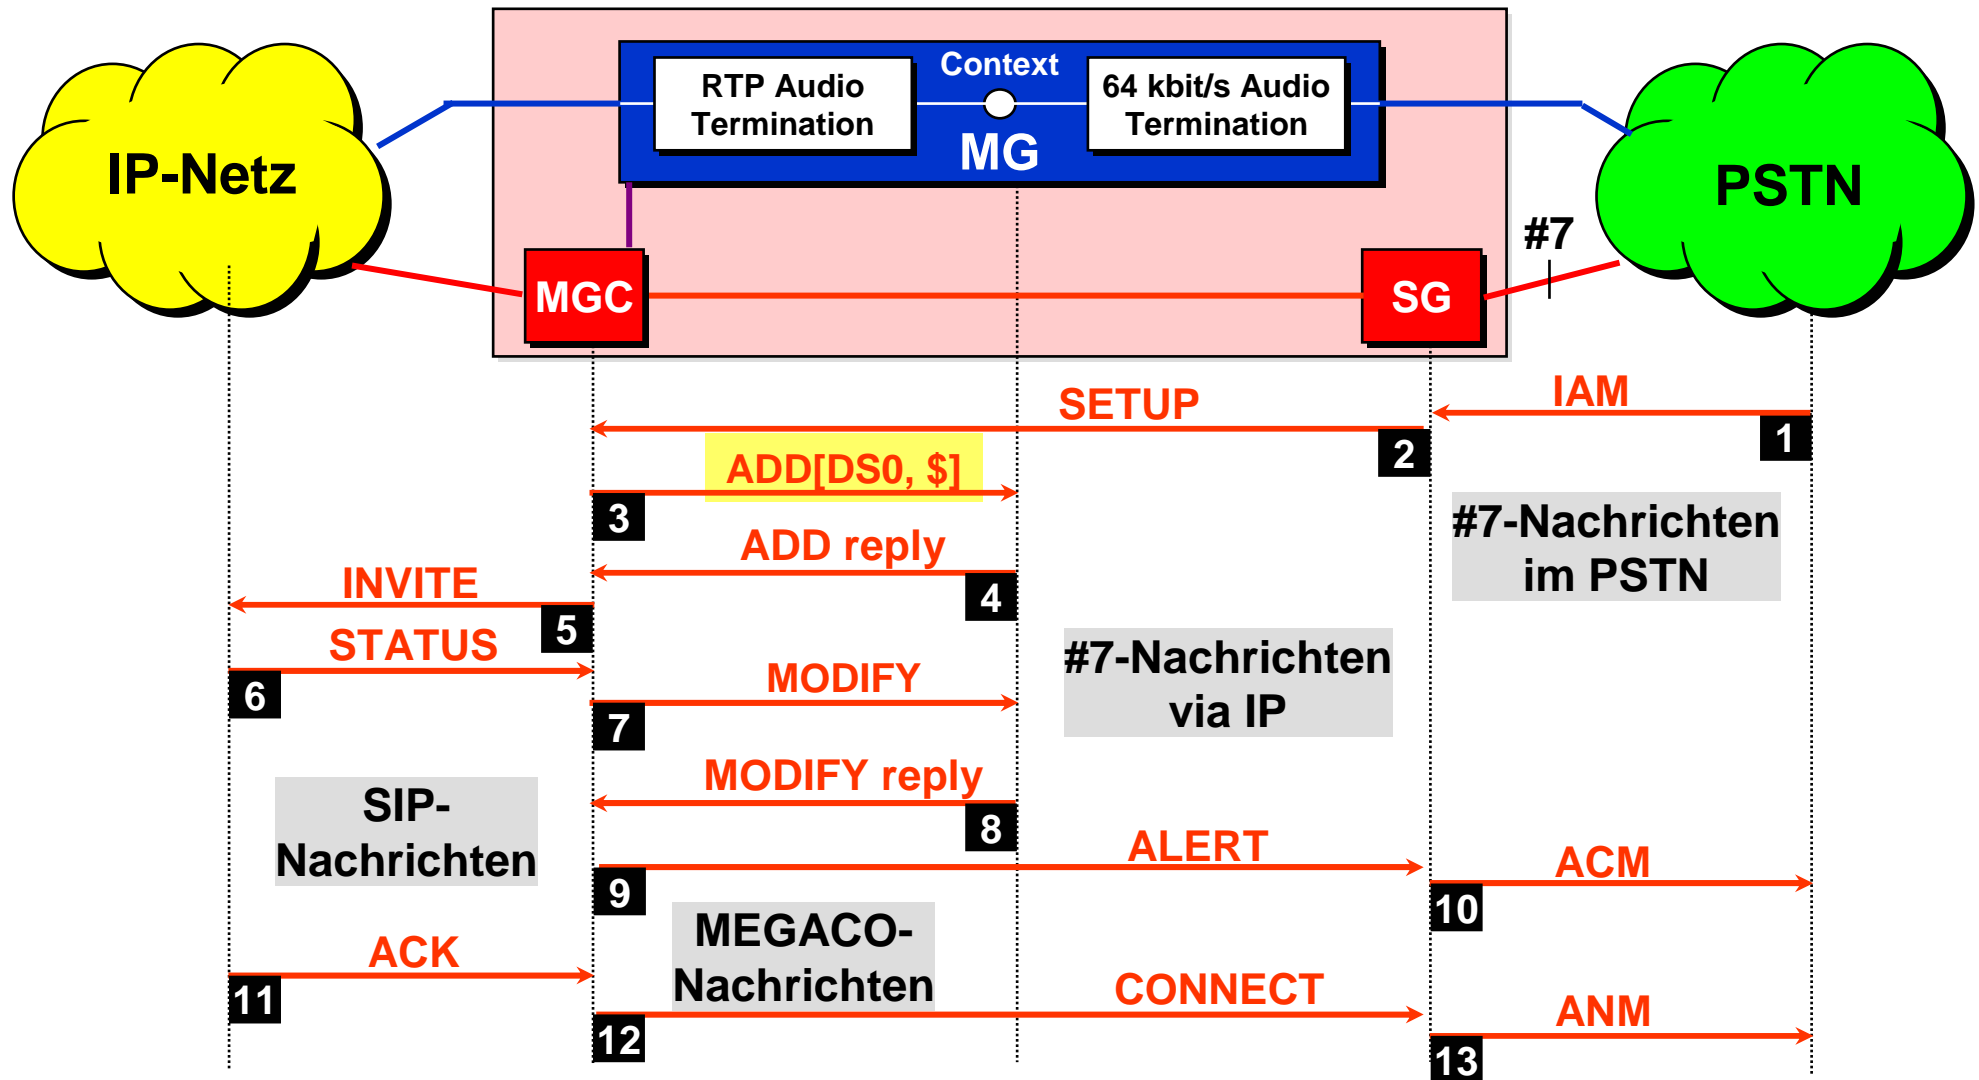 Context
RTP Audio
Termination
64 kbit/s Audio
Termination
MG
IP-Netz
PSTN
#7
MGC
SG
IAM
1
SETUP
2
ADD[DS0, $]
3
#7-Nachrichten
im PSTN
ADD reply
4
INVITE
5
STATUS
6
#7-Nachrichten
via IP
MODIFY
7
MODIFY reply
8
SIP-
Nachrichten
ALERT
9
ACM
10
MEGACO-
Nachrichten
ACK
11
CONNECT
12
ANM
13